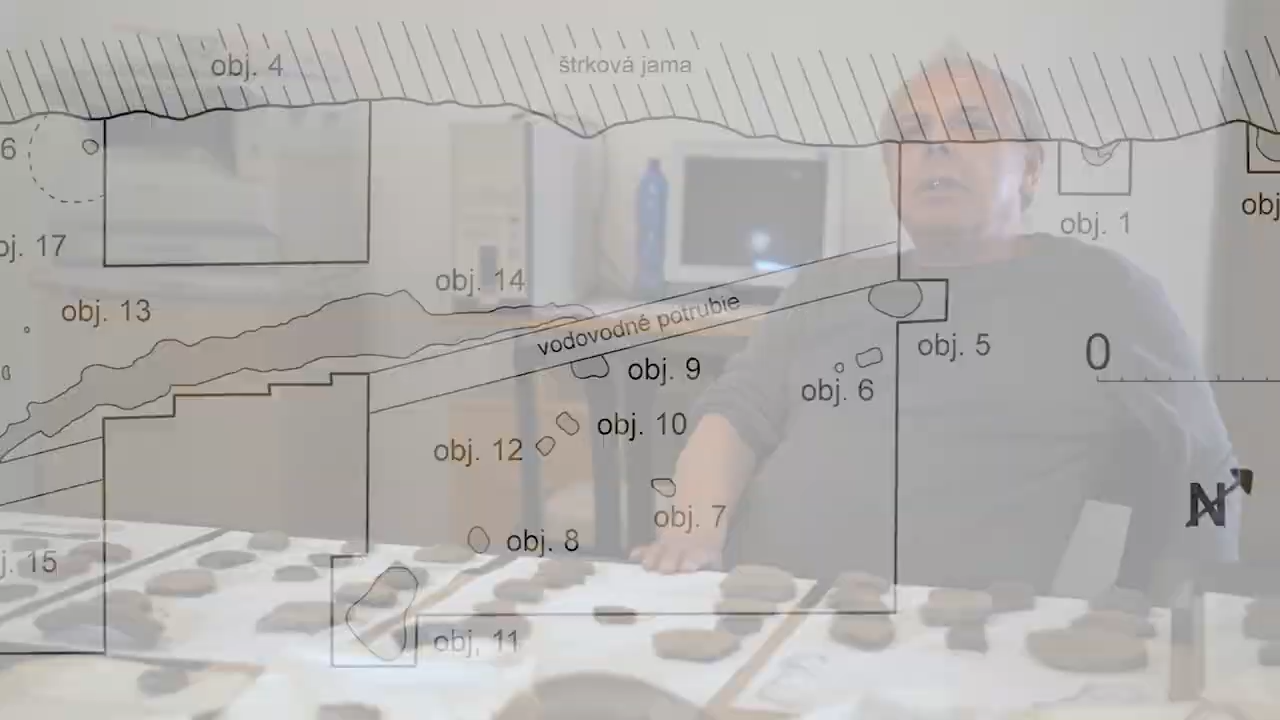 obj. 4
štrková jama
6
obj. 1
obj
obj. 17
obj. 14
obj. 13
vodovodné potrubie
obj. 5
0
obj. 9
obj. 6
obj. 10
obj. 12
N
obj. 7
obj. 8
j. 15
obj, 11